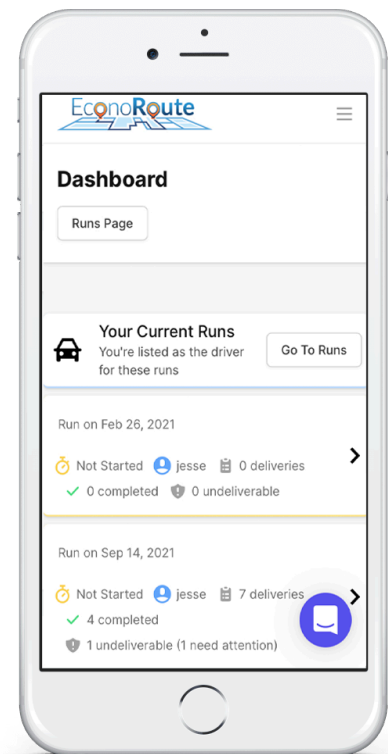 EconoRoute
Dashboard
Runs Page
Your Current Runs
You're listed as the driver
for these runs
Go To Runs
Run on Feb 26, 2021
Not Started jesse 0 deliveries
0 completed 0 undeliverable
Run on Sep 14, 2021
Not Started jesse 7 deliveries
4 completed
1 undeliverable (1 need attention)